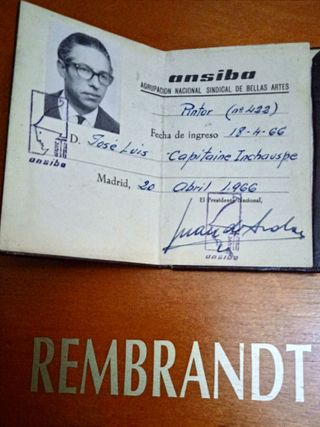 ansiba
AGRUPACIÓN NACIONAL SINDICAL DE BELLAS ARTES
Pintor (nº 422)
Fecha de ingreso 18-4-66
D. José Luis Capitaine Inchauspe
Madrid, 20 Abril 1966
El Presidente Nacional,
ansiba
ansiba
REMBRANDT